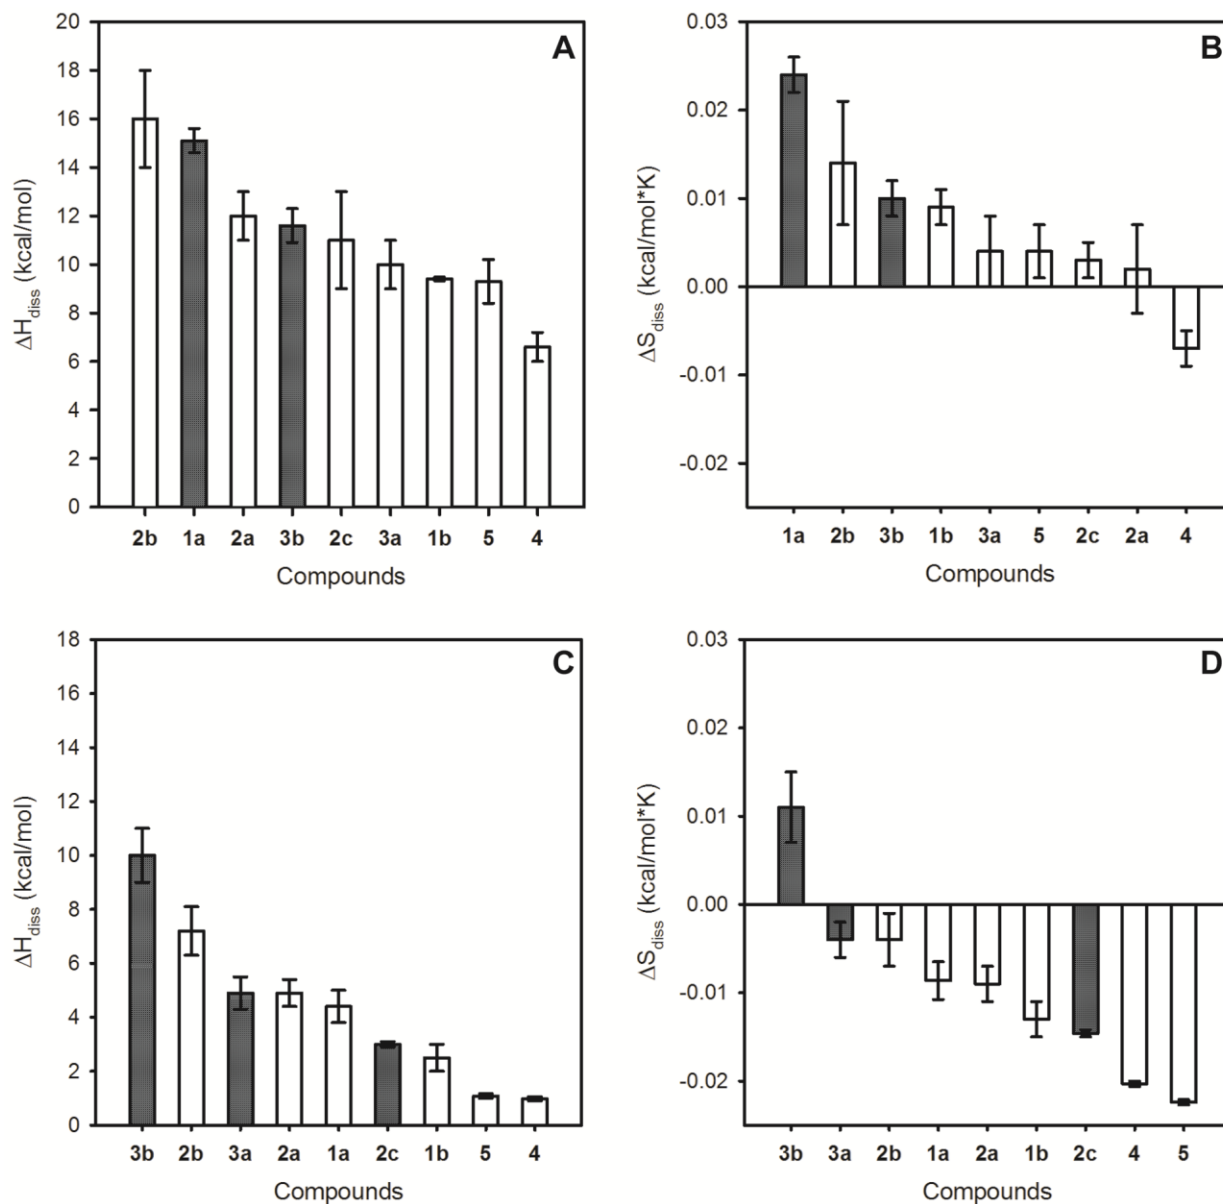 A
ΔH_diss (kcal/mol)
20
18
16
14
12
10
8
6
4
2
0
2b 1a 2a 3b 2c 3a 1b 5 4
Compounds
B
ΔS_diss (kcal/mol*K)
0.03
0.02
0.01
0.00
-0.01
-0.02
1a 2b 3b 1b 3a 5 2c 2a 4
Compounds
C
ΔH_diss (kcal/mol)
18
16
14
12
10
8
6
4
2
0
3b 2b 3a 2a 1a 2c 1b 5 4
Compounds
D
ΔS_diss (kcal/mol*K)
0.03
0.02
0.01
0.00
-0.01
-0.02
3b 3a 2b 1a 2a 1b 2c 4 5
Compounds